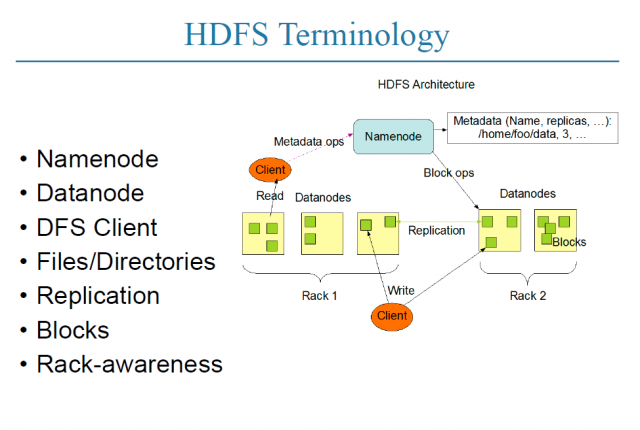 HDFS Terminology
• Namenode
• Datanode
• DFS Client
• Files/Directories
• Replication
• Blocks
• Rack-awareness
HDFS Architecture
Namenode
Metadata (Name, replicas, …):
/home/foo/data, 3, …
Metadata ops
Client
Block ops
Read
Datanodes
Datanodes
Replication
Blocks
Rack 1
Write
Rack 2
Client